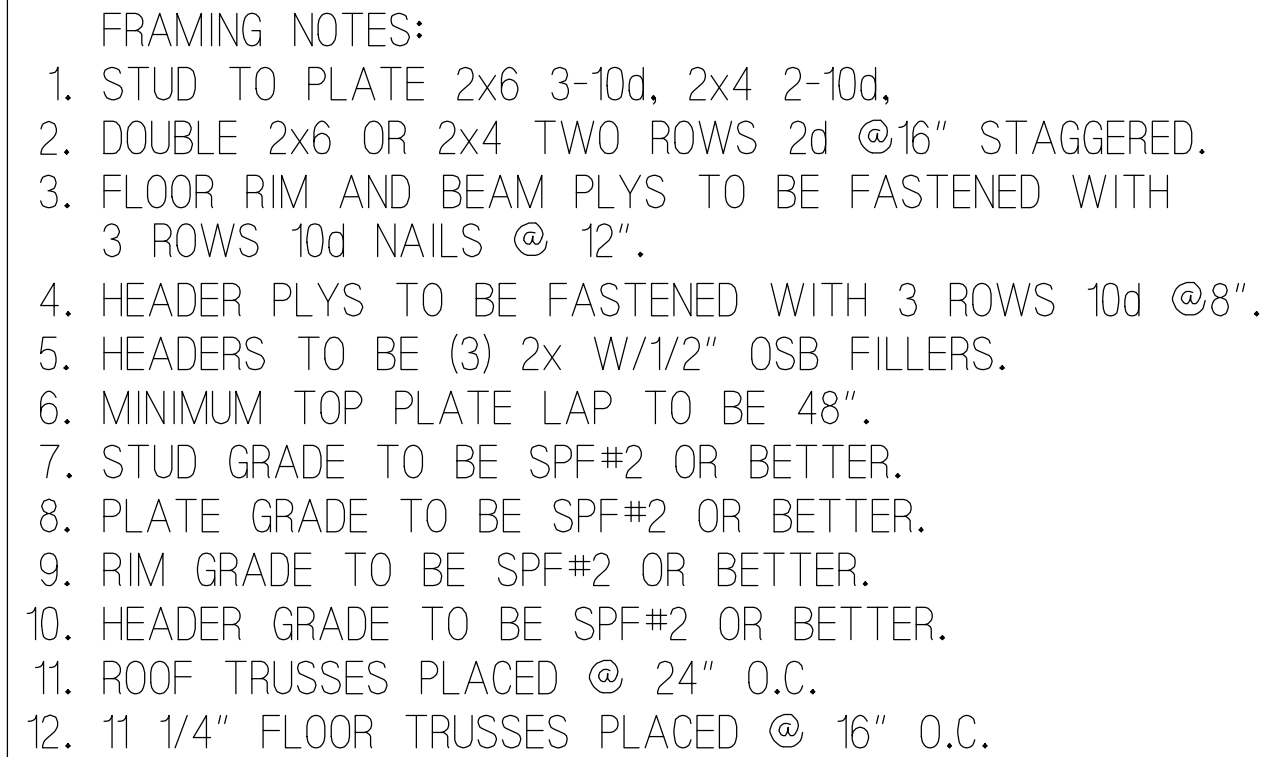 FRAMING NOTES:
1. STUD TO PLATE 2x6 3-10d, 2x4 2-10d,
2. DOUBLE 2x6 OR 2x4 TWO ROWS 2d @16" STAGGERED.
3. FLOOR RIM AND BEAM PLYS TO BE FASTENED WITH
3 ROWS 10d NAILS @ 12".
4. HEADER PLYS TO BE FASTENED WITH 3 ROWS 10d @8".
5. HEADERS TO BE (3) 2x W/1/2" OSB FILLERS.
6. MINIMUM TOP PLATE LAP TO BE 48".
7. STUD GRADE TO BE SPF#2 OR BETTER.
8. PLATE GRADE TO BE SPF#2 OR BETTER.
9. RIM GRADE TO BE SPF#2 OR BETTER.
10. HEADER GRADE TO BE SPF#2 OR BETTER.
11. ROOF TRUSSES PLACED @ 24" O.C.
12. 11 1/4" FLOOR TRUSSES PLACED @ 16" O.C.